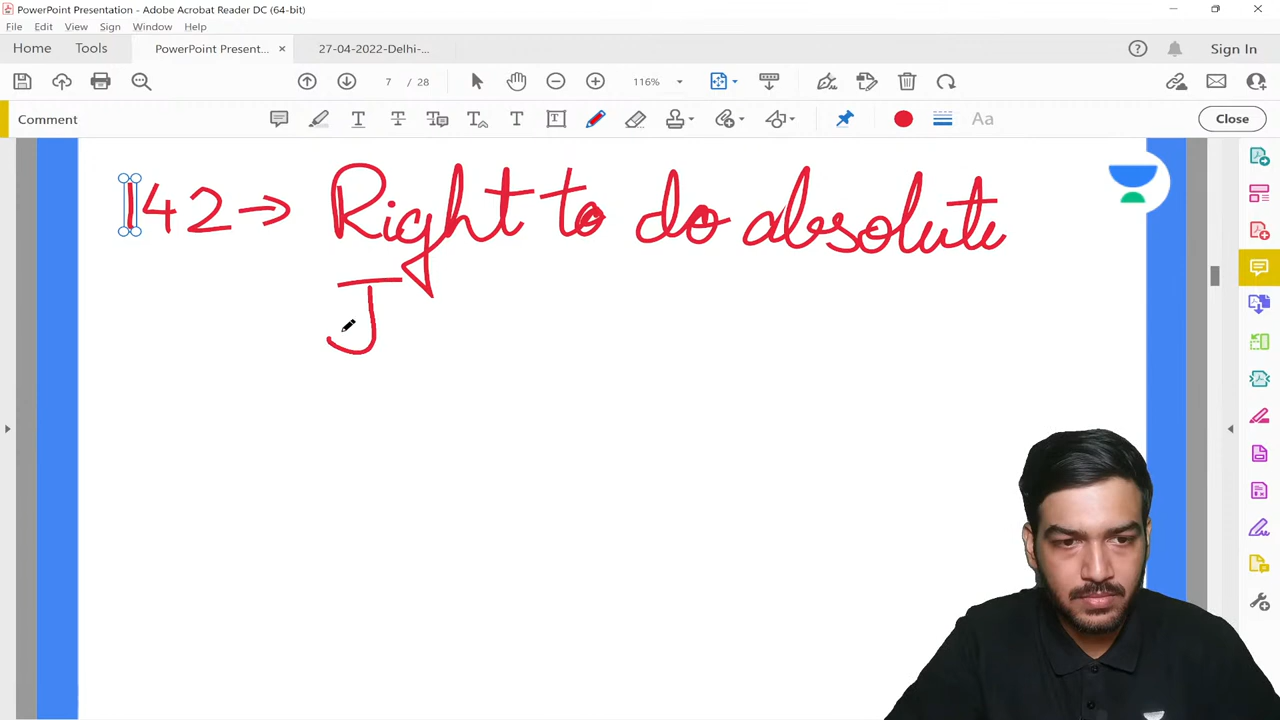 PowerPoint Presentation - Adobe Acrobat Reader DC (64-bit)
File Edit View Sign Window Help
Home Tools PowerPoint Present... × 27-04-2022-Delhi-... Sign In
7 / 28 116%
Comment Aa Close
142 → Right to do absolute
J